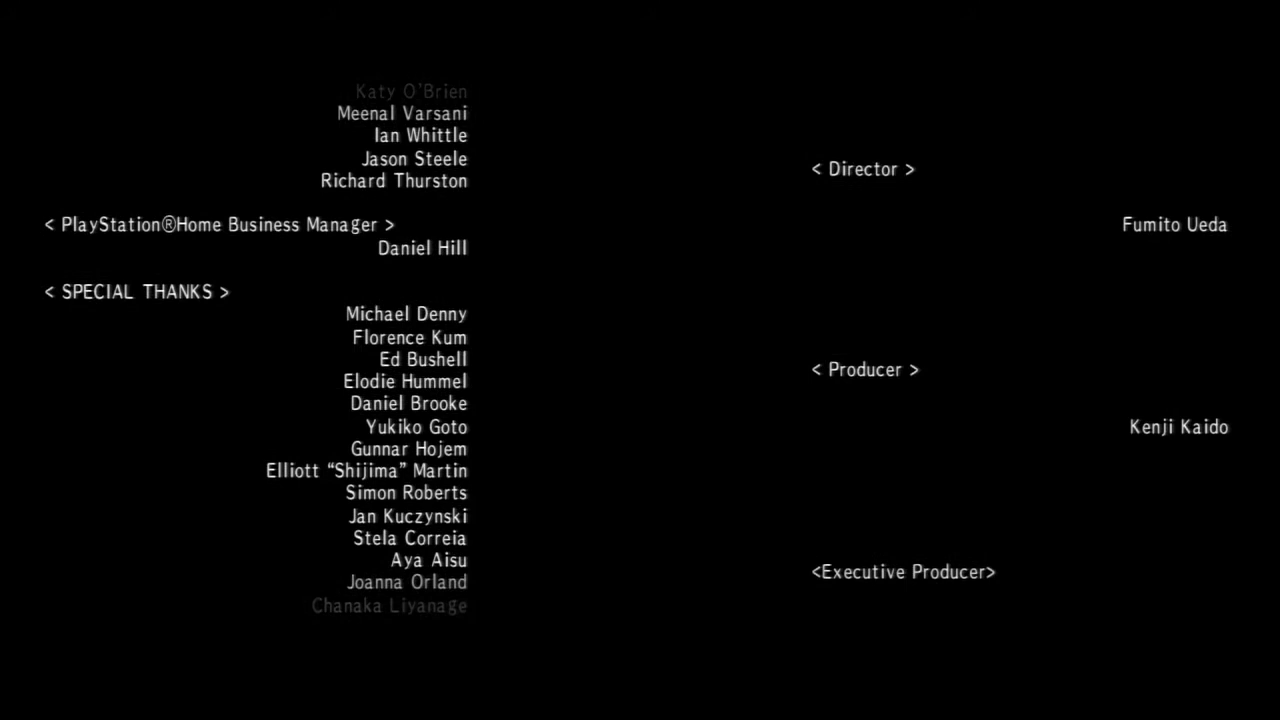 Katy O'Brien
Meenal Varsani
Ian Whittle
Jason Steele
Richard Thurston
< PlayStation®Home Business Manager >
Daniel Hill
< SPECIAL THANKS >
Michael Denny
Florence Kum
Ed Bushell
Elodie Hummel
Daniel Brooke
Yukiko Goto
Gunnar Hojem
Elliott “Shijima” Martin
Simon Roberts
Jan Kuczynski
Stela Correia
Aya Aisu
Joanna Orland
Chanaka Liyanage
< Director >
Fumito Ueda
< Producer >
Kenji Kaido
<Executive Producer>